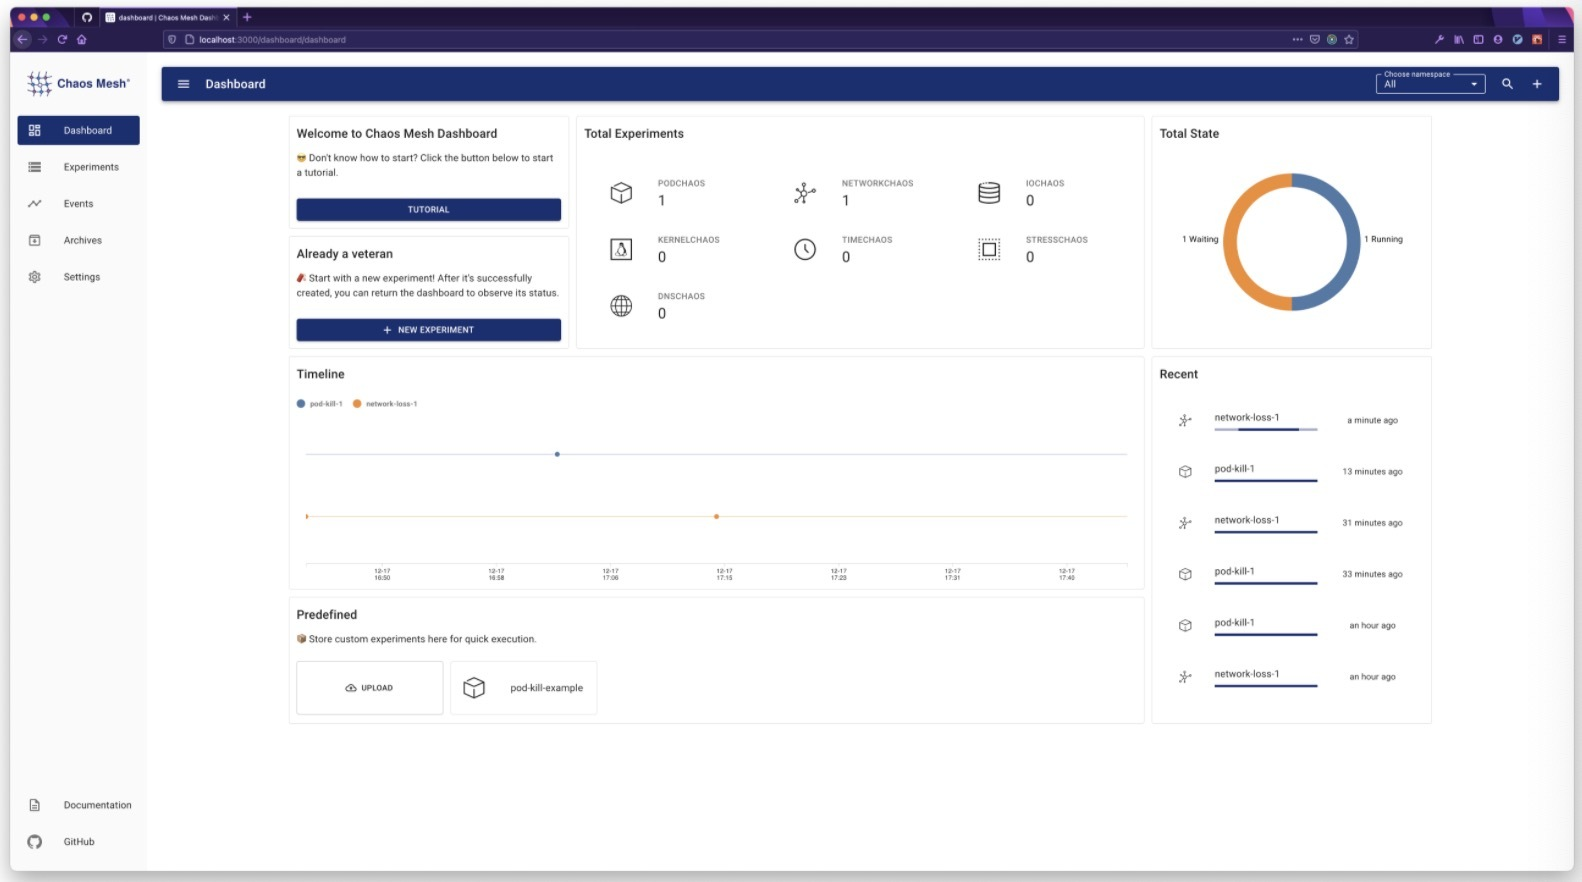 dashboard | Chaos Mesh Dashb
localhost:3000/dashboard/dashboard
Chaos Mesh®
Dashboard
Experiments
Events
Archives
Settings
Documentation
GitHub
Dashboard
Choose namespace
All
Welcome to Chaos Mesh Dashboard
Don't know how to start? Click the button below to start
a tutorial.
TUTORIAL
Already a veteran
Start with a new experiment! After it's successfully
created, you can return the dashboard to observe its status.
NEW EXPERIMENT
Total Experiments
PODCHAOS
1
NETWORKCHAOS
1
IOCHAOS
0
KERNELCHAOS
0
TIMECHAOS
0
STRESSCHAOS
0
DNSCHAOS
0
Total State
1 Waiting
1 Running
Timeline
pod-kill-1
network-loss-1
12-17
16:50
12-17
16:58
12-17
17:06
12-17
17:15
12-17
17:23
12-17
17:31
12-17
17:40
Recent
network-loss-1
a minute ago
pod-kill-1
13 minutes ago
network-loss-1
31 minutes ago
pod-kill-1
33 minutes ago
pod-kill-1
an hour ago
network-loss-1
an hour ago
Predefined
Store custom experiments here for quick execution.
UPLOAD
pod-kill-example